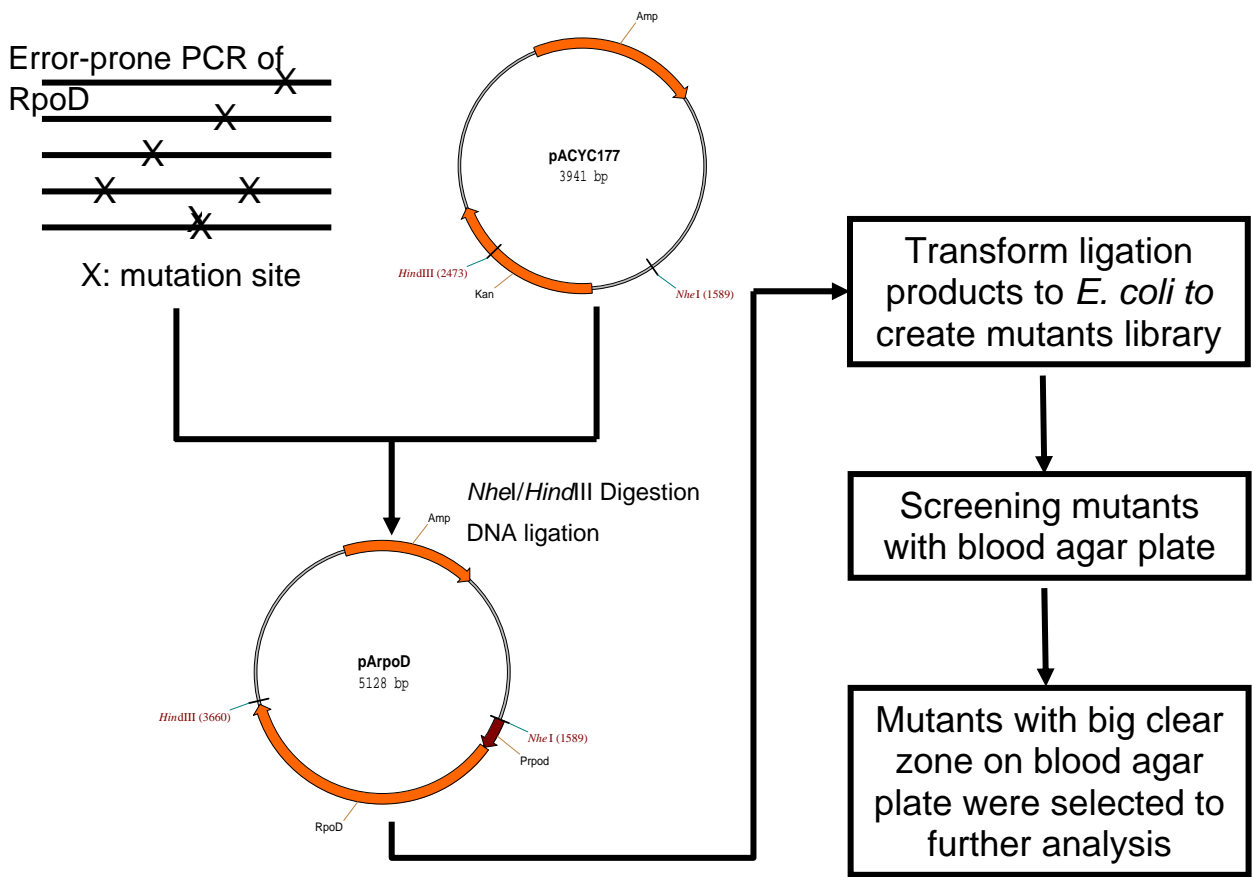 Error-prone PCR of
RpoD
X
X
X
X X
X
X
X: mutation site
Amp
pACYC177
3941 bp
HindIII (2473)
Kan
NheI (1589)
NheI/HindIII Digestion
DNA ligation
Amp
pArpoD
5128 bp
HindIII (3660)
NheI (1589)
Prpod
RpoD
Transform ligation
products to E. coli to
create mutants library
Screening mutants
with blood agar plate
Mutants with big clear
zone on blood agar
plate were selected to
further analysis